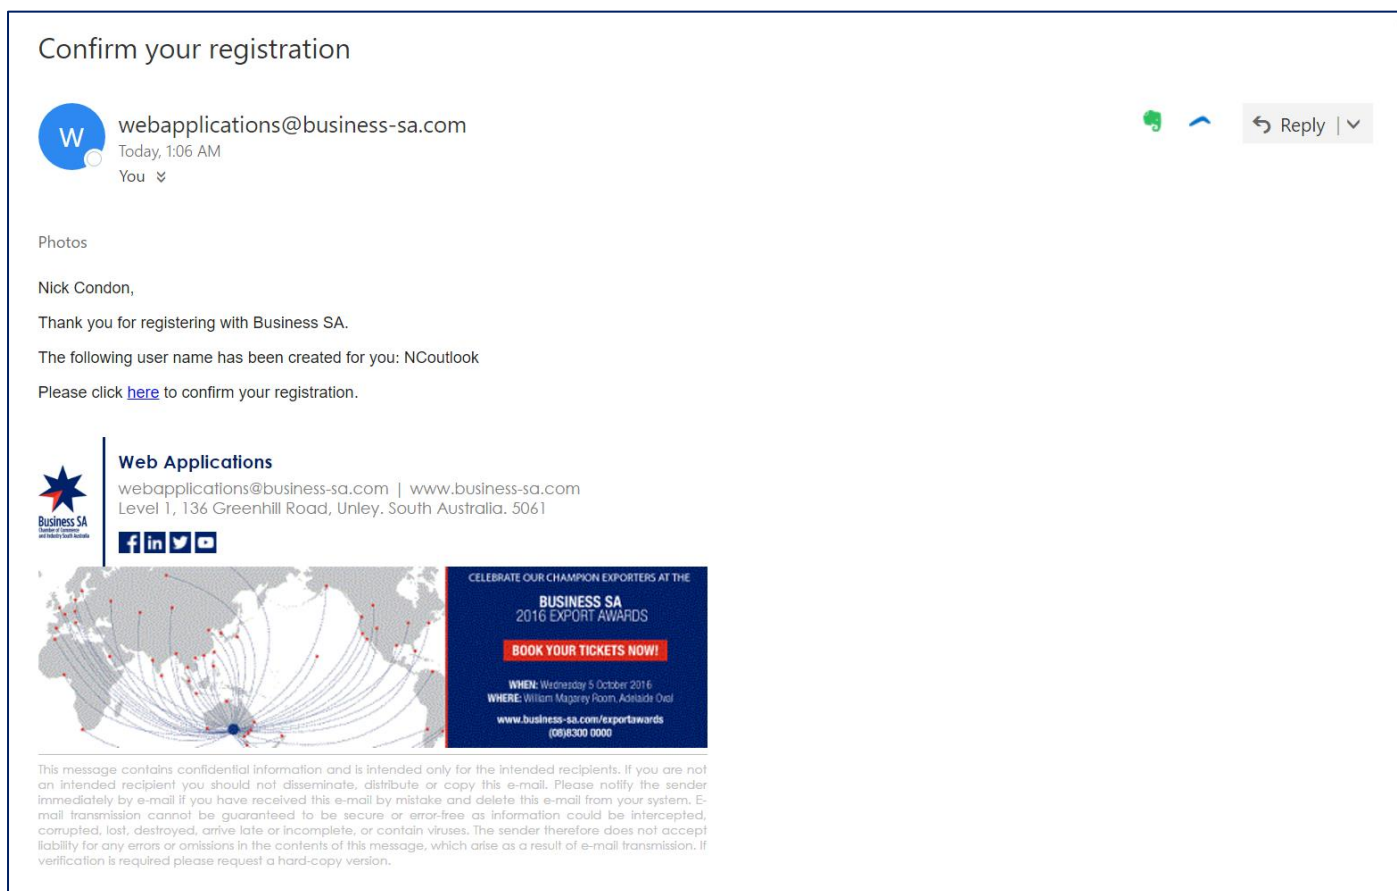 Confirm your registration
W
webapplications@business-sa.com
Today, 1:06 AM
You
Reply
Photos
Nick Condon,
Thank you for registering with Business SA.
The following user name has been created for you: NCoutlook
Please click here to confirm your registration.
Web Applications
webapplications@business-sa.com | www.business-sa.com
Level 1, 136 Greenhill Road, Unley. South Australia. 5061
Business SA
Chamber of Commerce
and Industry South Australia
CELEBRATE OUR CHAMPION EXPORTERS AT THE
BUSINESS SA
2016 EXPORT AWARDS
BOOK YOUR TICKETS NOW!
WHEN: Wednesday 5 October 2016
WHERE: William Magarey Room, Adelaide Oval
www.business-sa.com/exportawards
(08)8300 0000
This message contains confidential information and is intended only for the intended recipients. If you are not
an intended recipient you should not disseminate, distribute or copy this e-mail. Please notify the sender
immediately by e-mail if you have received this e-mail by mistake and delete this e-mail from your system. E-
mail transmission cannot be guaranteed to be secure or error-free as information could be intercepted,
corrupted, lost, destroyed, arrive late or incomplete, or contain viruses. The sender therefore does not accept
liability for any errors or omissions in the contents of this message, which arise as a result of e-mail transmission. If
verification is required please request a hard-copy version.